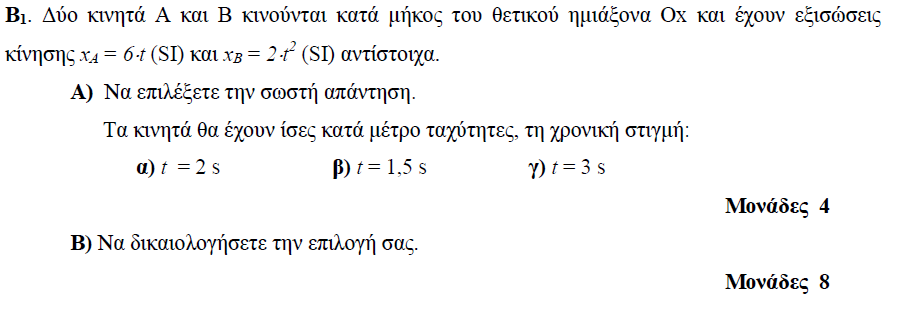 Β₁. Δύο κινητά Α και Β κινούνται κατά μήκος του θετικού ημιάξονα Οx και έχουν εξισώσεις
κίνησης x_A = 6·t (SI) και x_B = 2·t² (SI) αντίστοιχα.
Α) Να επιλέξετε την σωστή απάντηση.
Τα κινητά θα έχουν ίσες κατά μέτρο ταχύτητες, τη χρονική στιγμή:
α) t = 2 s β) t = 1,5 s γ) t = 3 s
Μονάδες 4
Β) Να δικαιολογήσετε την επιλογή σας.
Μονάδες 8